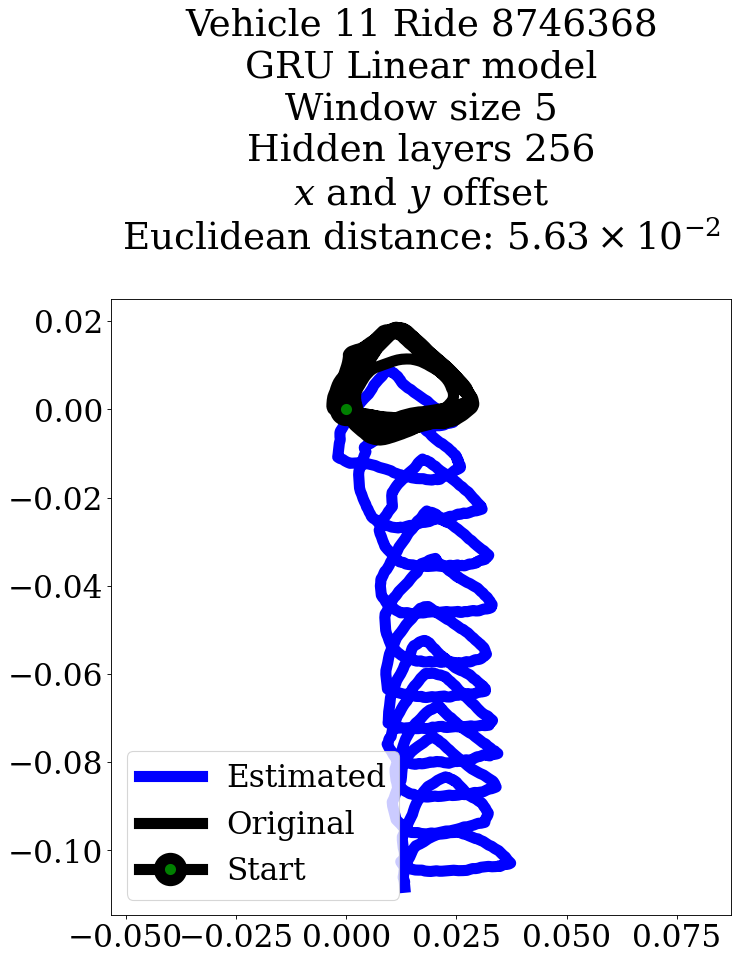 Vehicle 11 Ride 8746368
GRU Linear model
Window size 5
Hidden layers 256
x and y offset
Euclidean distance: 5.63 × 10⁻²
0.02
0.00
−0.02
−0.04
−0.06
−0.08
−0.10
Estimated
Original
Start
−0.050 −0.025 0.000 0.025 0.050 0.075